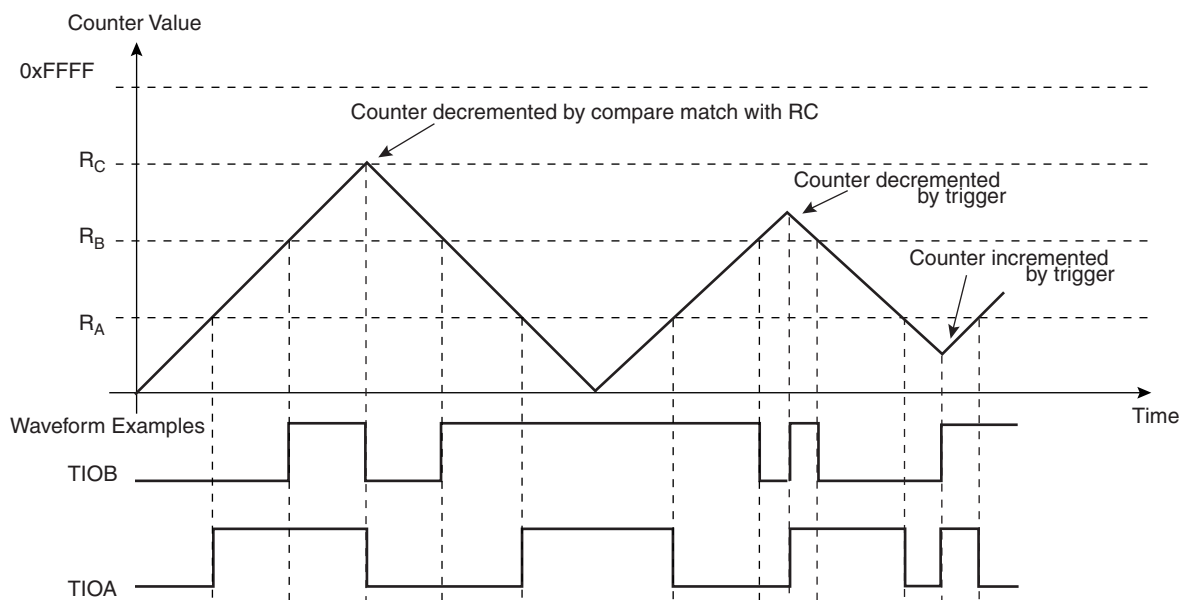 Counter Value
0xFFFF
Counter decremented by compare match with RC
RC
Counter decremented
by trigger
RB
Counter incremented
by trigger
RA
Time
Waveform Examples
TIOB
TIOA